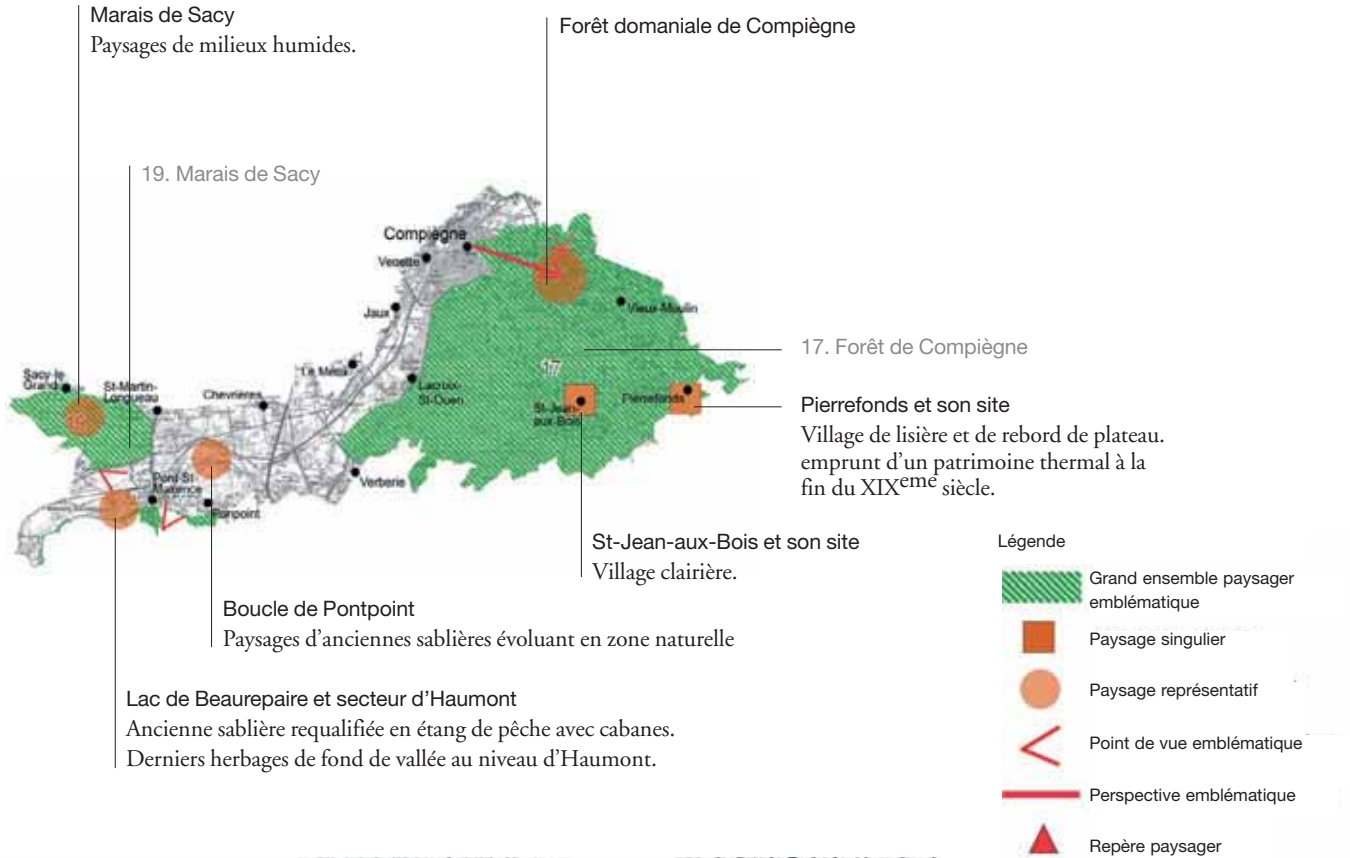 Marais de Sacy
Paysages de milieux humides.
Forêt domaniale de Compiègne
19. Marais de Sacy
Compiègne
Venette
Vieux-Moulin
Jaux
17. Forêt de Compiègne
17
Le Meux
Sacy-le-
Grand
St-Martin-
Longueau
Chevrières
Lacroix-
St-Ouen
St-Jean-
aux-Bois
Pierrefonds
Pierrefonds et son site
Village de lisière et de rebord de plateau.
emprunt d'un patrimoine thermal à la
fin du XIXeme siècle.
19
Pont-St-
Maxence
Verberie
Ponpoint
St-Jean-aux-Bois et son site
Village clairière.
Boucle de Pontpoint
Paysages d'anciennes sablières évoluant en zone naturelle
Lac de Beaurepaire et secteur d'Haumont
Ancienne sablière requalifiée en étang de pêche avec cabanes.
Derniers herbages de fond de vallée au niveau d'Haumont.
Légende
Grand ensemble paysager
emblématique
Paysage singulier
Paysage représentatif
Point de vue emblématique
Perspective emblématique
Repère paysager